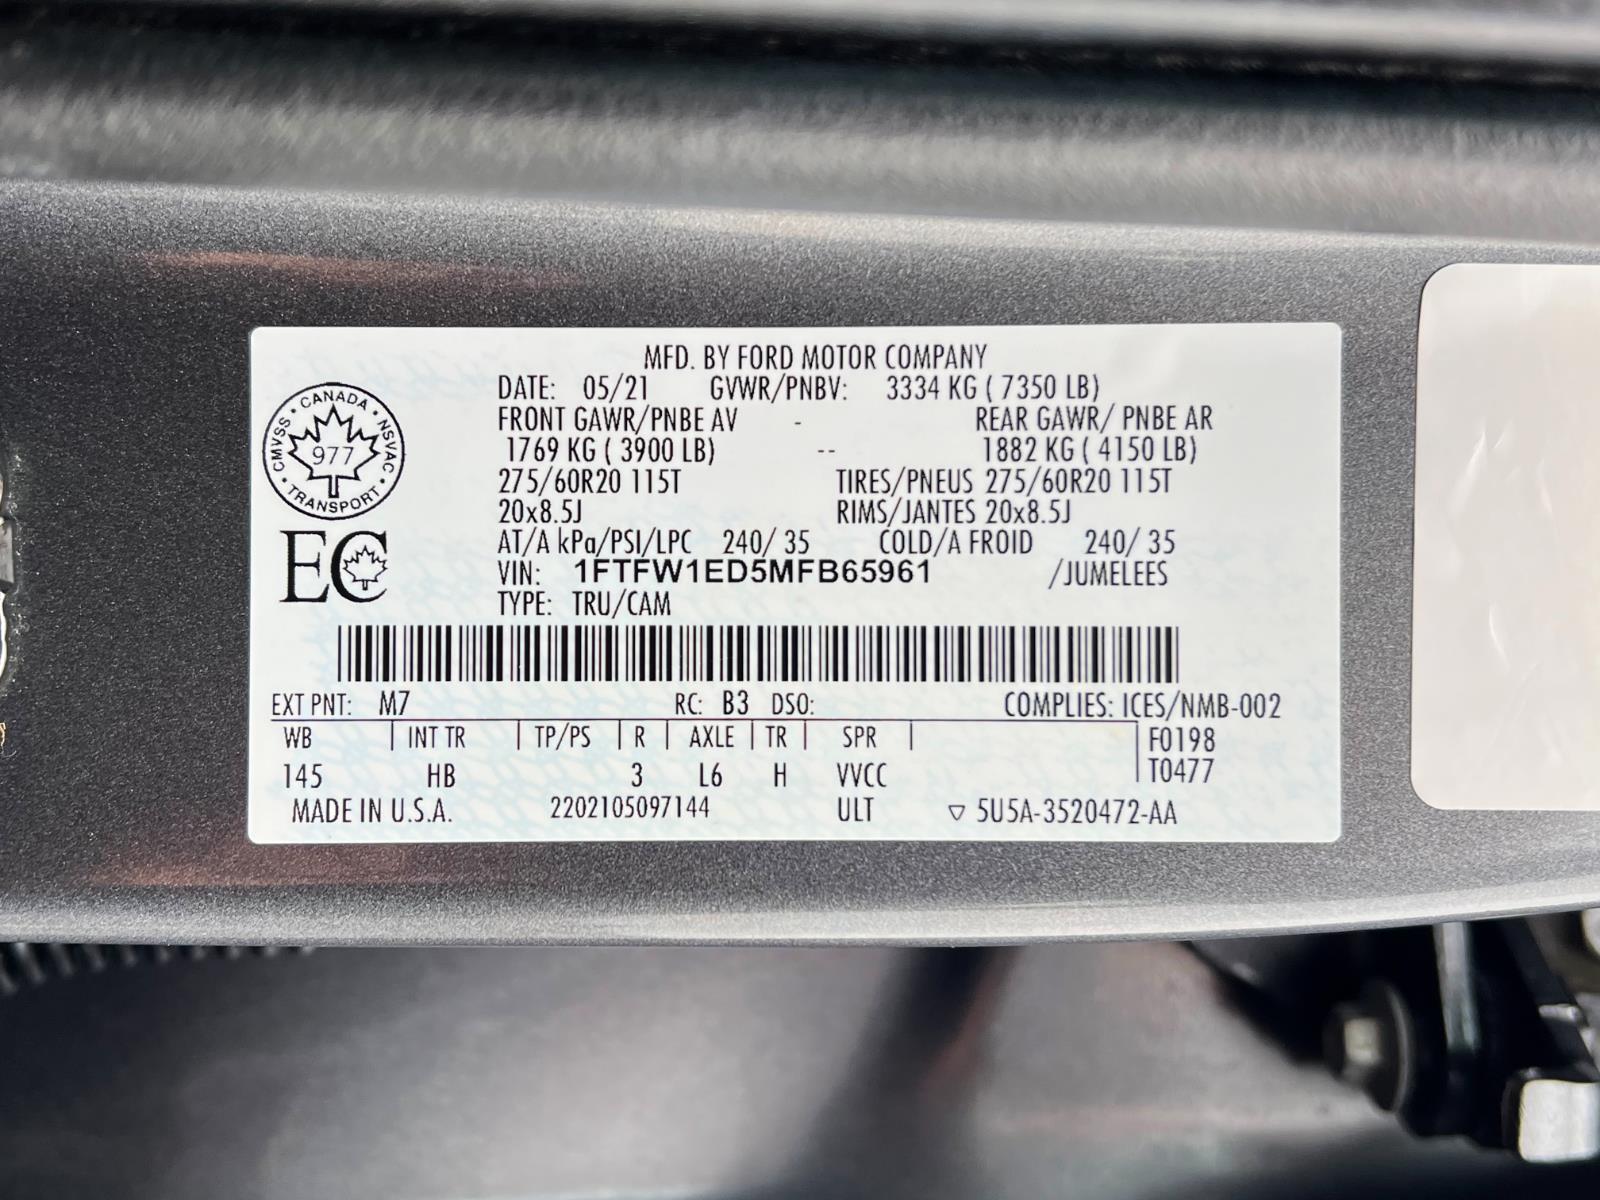 MFD. BY FORD MOTOR COMPANY
DATE: 05/21 GVWR/PNBV: 3334 KG ( 7350 LB)
FRONT GAWR/PNBE AV - REAR GAWR/ PNBE AR
1769 KG ( 3900 LB) -- 1882 KG ( 4150 LB)
275/60R20 115T TIRES/PNEUS 275/60R20 115T
20x8.5J RIMS/JANTES 20x8.5J
AT/A kPa/PSI/LPC 240/ 35 COLD/A FROID 240/ 35
VIN: 1FTFW1ED5MFB65961 /JUMELEES
TYPE: TRU/CAM
CANADA · NSVAC · TRANSPORT · CMVSS ·
977
EC
EXT PNT: M7 RC: B3 DSO: COMPLIES: ICES/NMB-002
WB | INT TR | TP/PS | R | AXLE | TR | SPR | F0198
145 HB 3 L6 H VVCC T0477
MADE IN U.S.A. 2202105097144 ULT ▽ 5U5A-3520472-AA